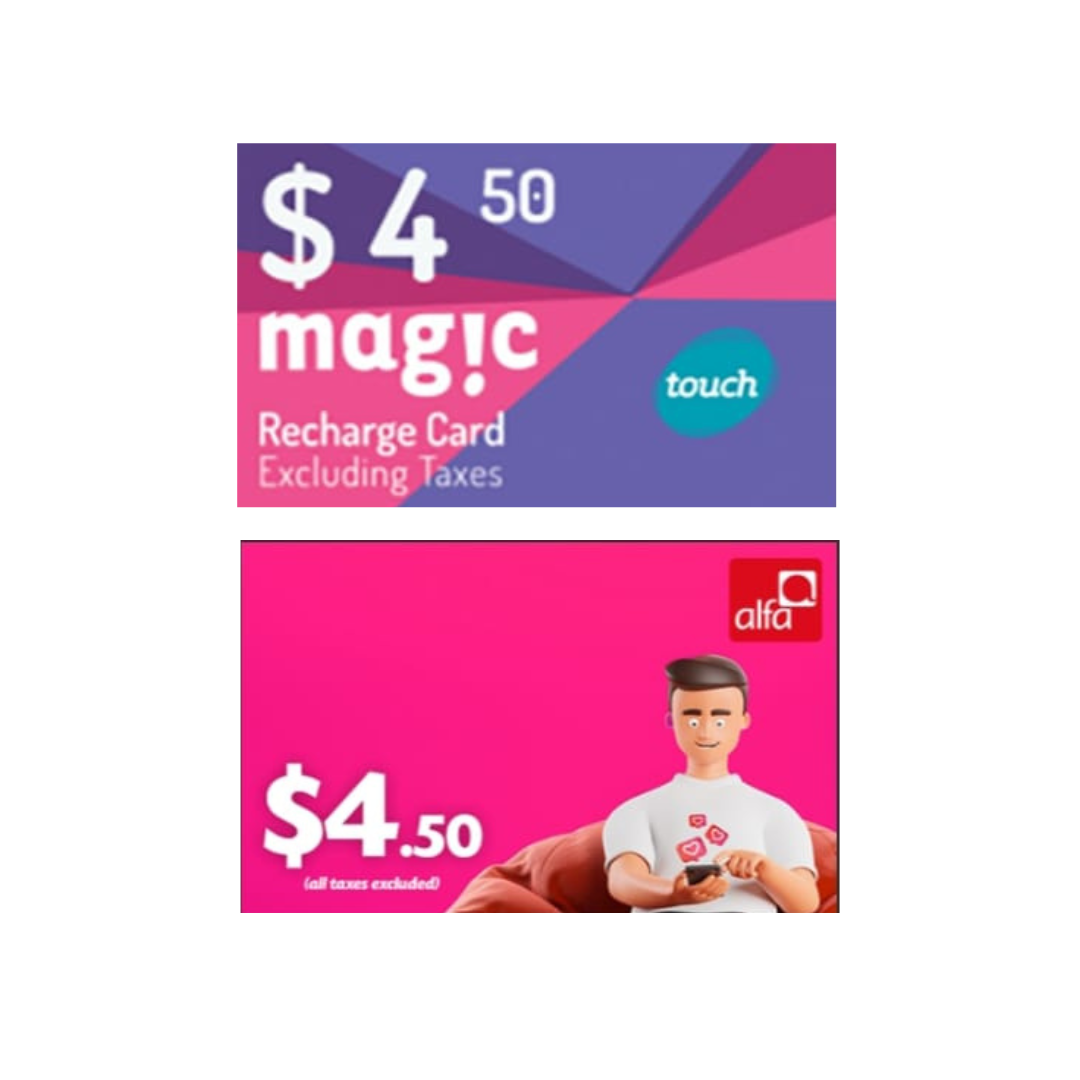 $ 4 50
mag!c
Recharge Card
Excluding Taxes
touch
alfa
$4.50
(all taxes excluded)